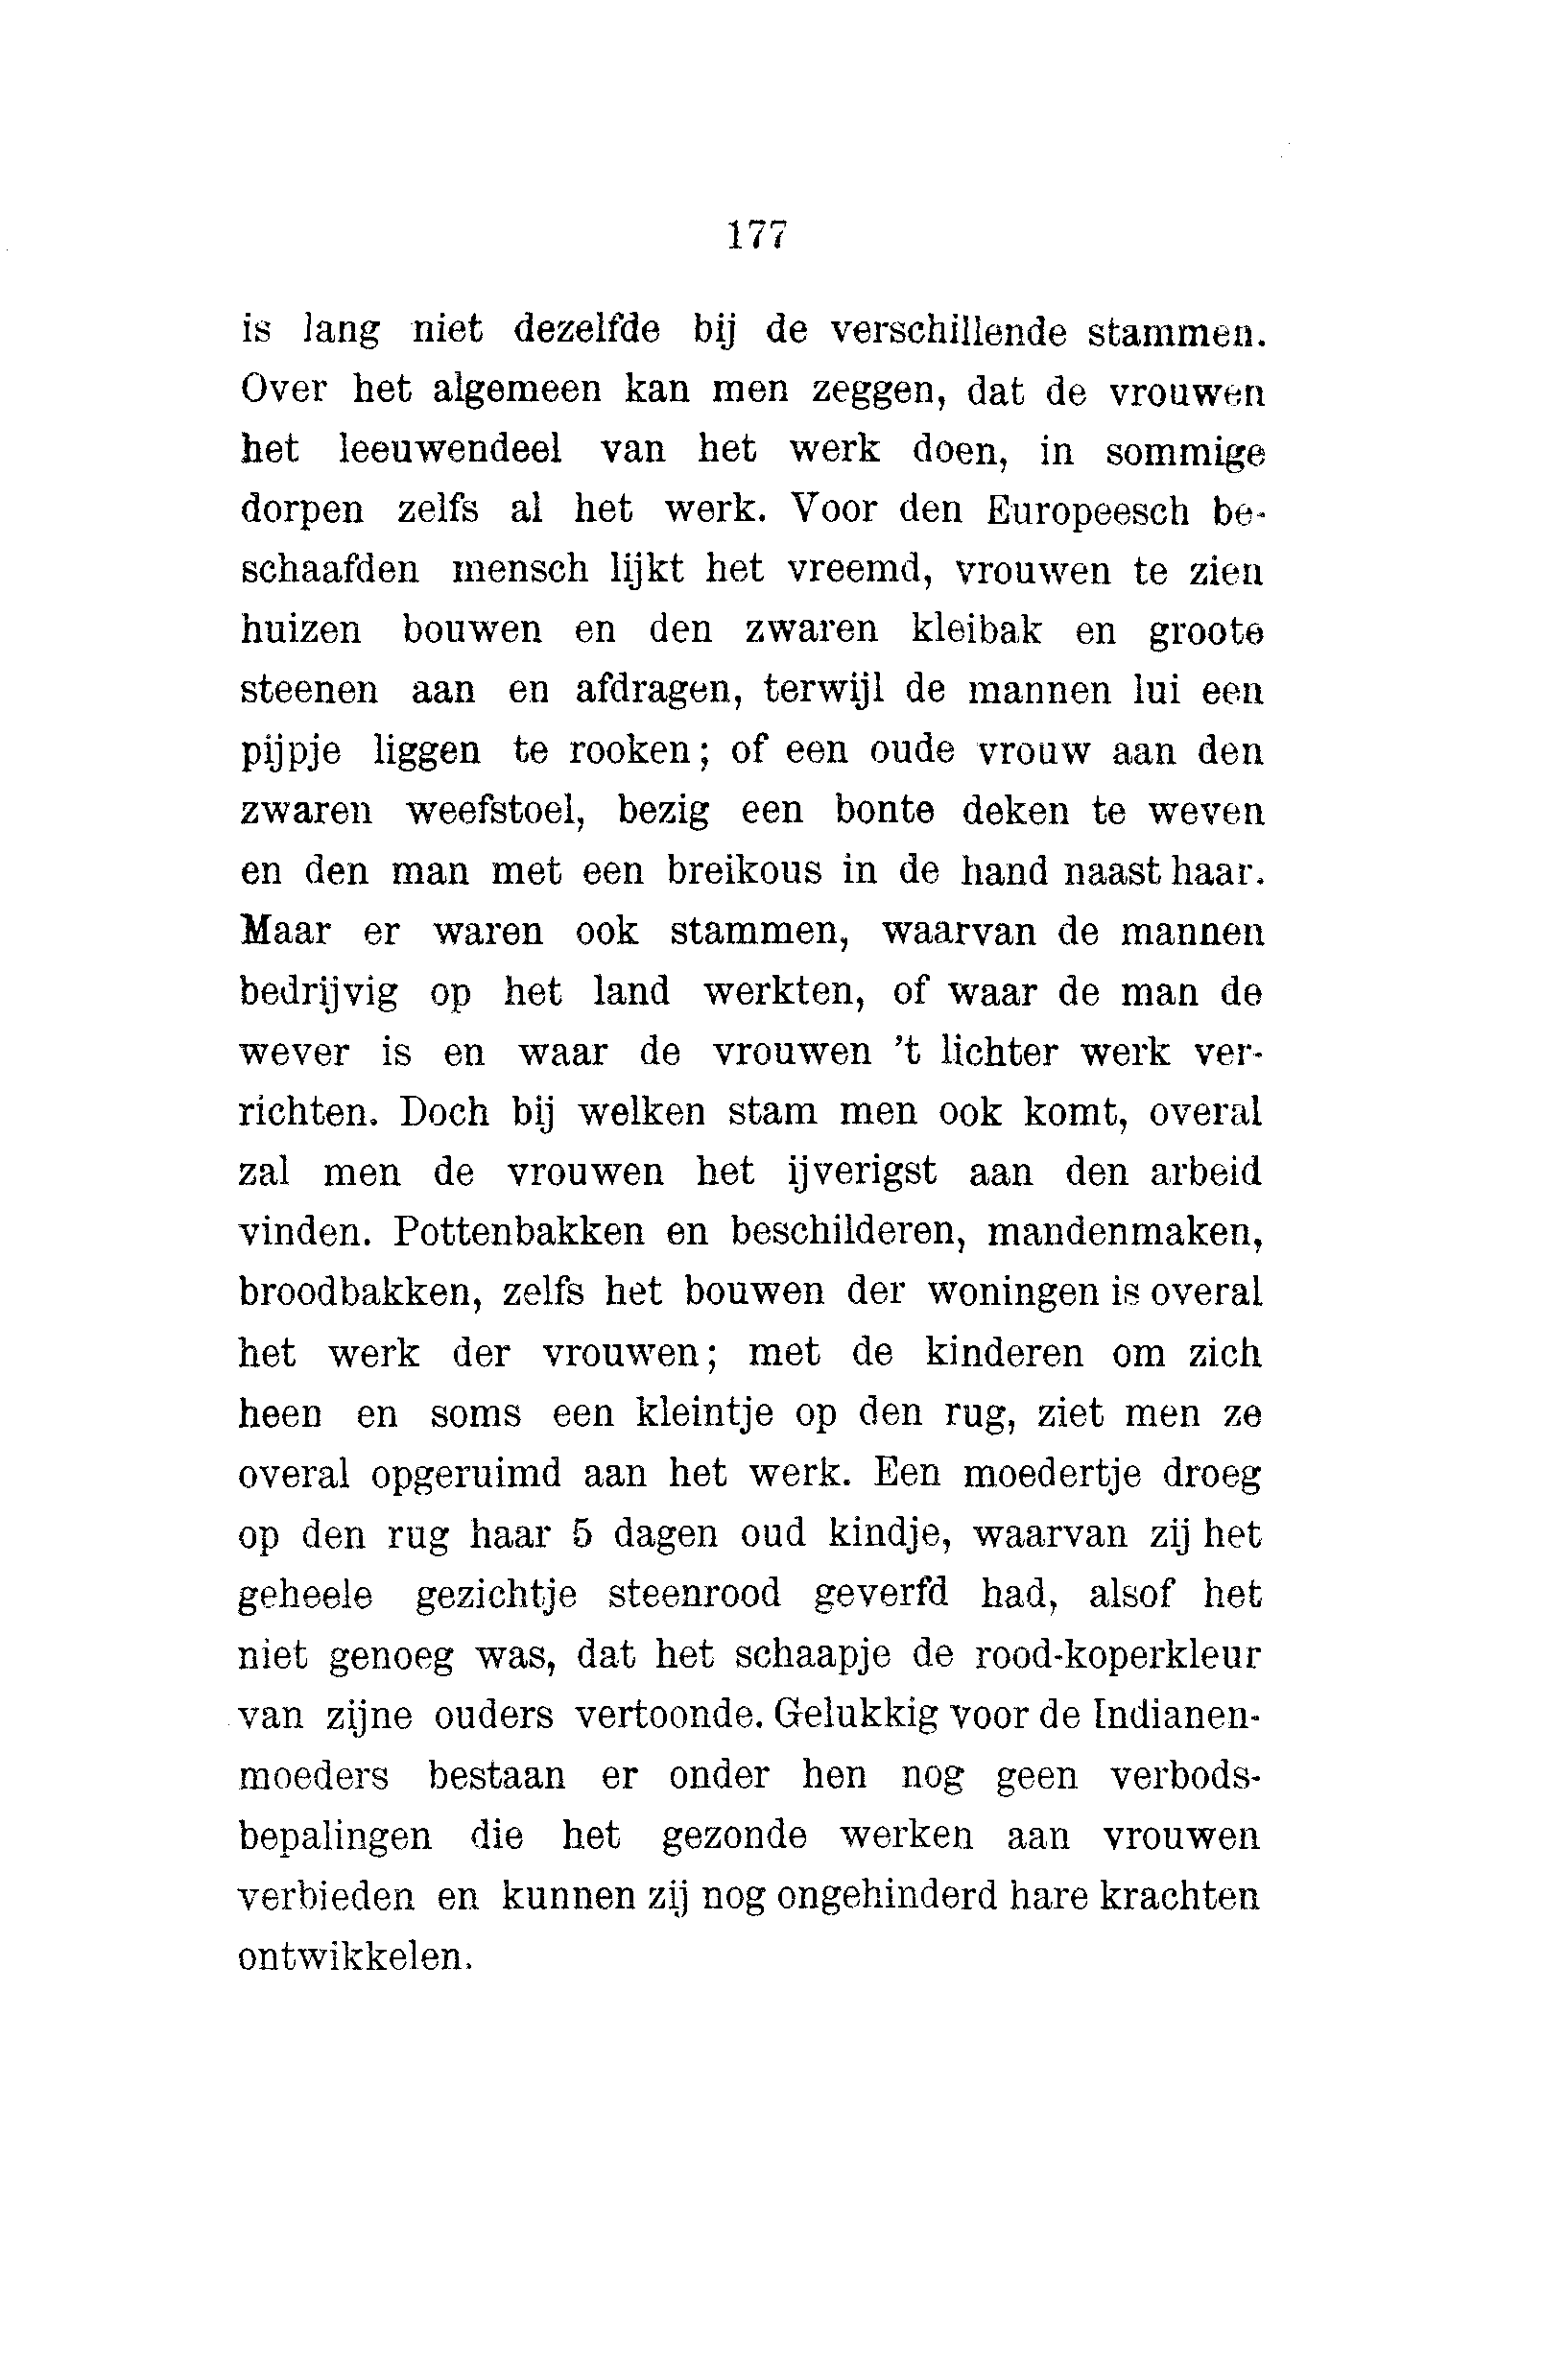 177
is lang niet dezelfde bij de verschillende stammen.
Over het algemeen kan men zeggen, dat de vrouwen
het leeuwendeel van het werk doen, in sommige
dorpen zelfs al het werk. Voor den Europeesch be-
schaafden mensch lijkt het vreemd, vrouwen te zien
huizen bouwen en den zwaren kleibak en groote
steenen aan en afdragen, terwijl de mannen lui een
pijpje liggen te rooken; of een oude vrouw aan den
zwaren weefstoel, bezig een bonte deken te weven
en den man met een breikous in de hand naast haar.
Maar er waren ook stammen, waarvan de mannen
bedrijvig op het land werkten, of waar de man de
wever is en waar de vrouwen 't lichter werk ver-
richten. Doch bij welken stam men ook komt, overal
zal men de vrouwen het ijverigst aan den arbeid
vinden. Pottenbakken en beschilderen, mandenmaken,
broodbakken, zelfs het bouwen der woningen is overal
het werk der vrouwen; met de kinderen om zich
heen en soms een kleintje op den rug, ziet men ze
overal opgeruimd aan het werk. Een moedertje droeg
op den rug haar 5 dagen oud kindje, waarvan zij het
geheele gezichtje steenrood geverfd had, alsof het
niet genoeg was, dat het schaapje de rood-koperkleur
van zijne ouders vertoonde. Gelukkig voor de Indianen-
moeders bestaan er onder hen nog geen verbods-
bepalingen die het gezonde werken aan vrouwen
verbieden en kunnen zij nog ongehinderd hare krachten
ontwikkelen.